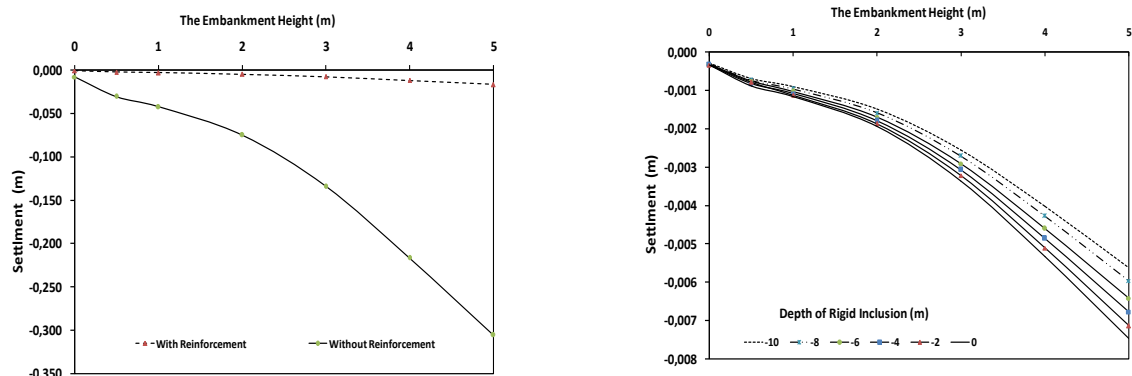 The Embankment Height (m)
0 1 2 3 4 5
0,000
-0,050
-0,100
-0,150
-0,200
-0,250
-0,300
-0,350
Settlment (m)
With Reinforcement Without Reinforcement
The Embankment Height (m)
0 1 2 3 4 5
0,000
-0,001
-0,002
-0,003
-0,004
-0,005
-0,006
-0,007
-0,008
Settlment (m)
Depth of Rigid Inclusion (m)
-10 -8 -6 -4 -2 0